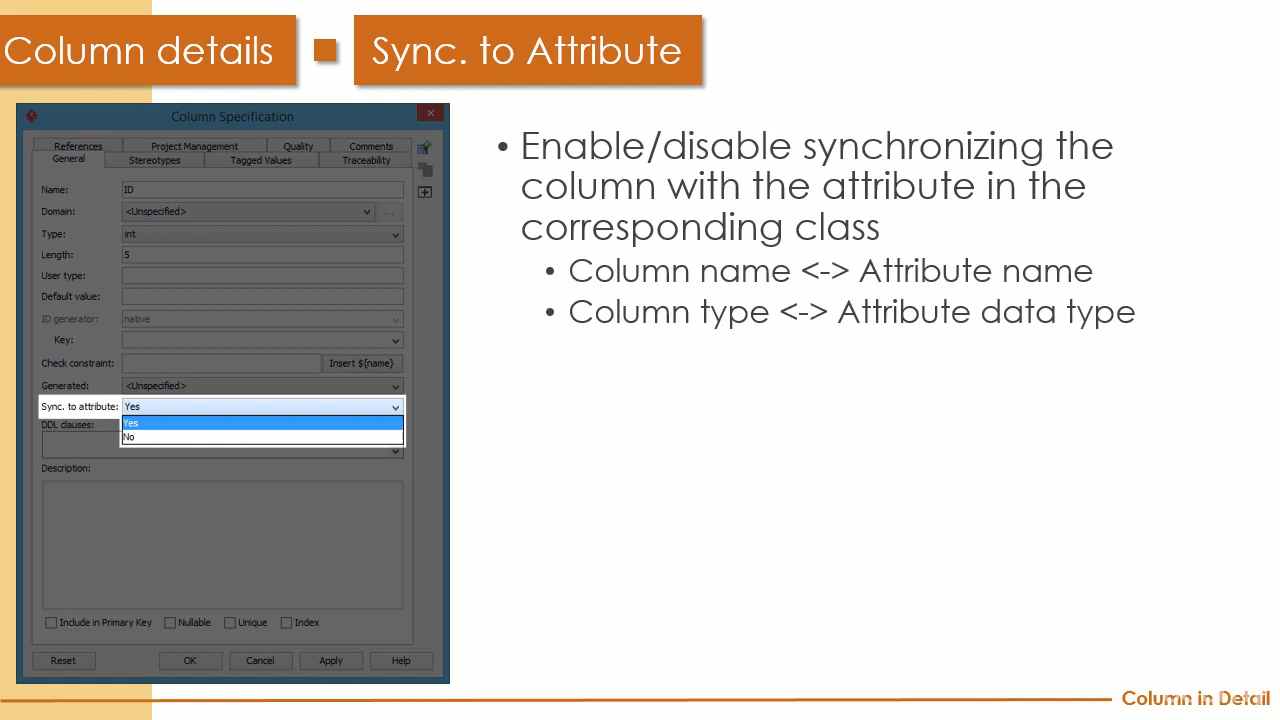 Column details
Sync. to Attribute
Column Specification
References Project Management Quality Comments
General Stereotypes Tagged Values Traceability
Name: ID
Domain: <Unspecified> ...
Type: int
Length: 5
User type:
Default value:
ID generator: native
Key:
Check constraint: Insert ${name}
Generated: <Unspecified>
Sync. to attribute: Yes
Yes
No
DDL clauses:
Description:
Include in Primary Key Nullable Unique Index
Reset OK Cancel Apply Help
• Enable/disable synchronizing the
column with the attribute in the
corresponding class
• Column name <-> Attribute name
• Column type <-> Attribute data type
Column in Detail